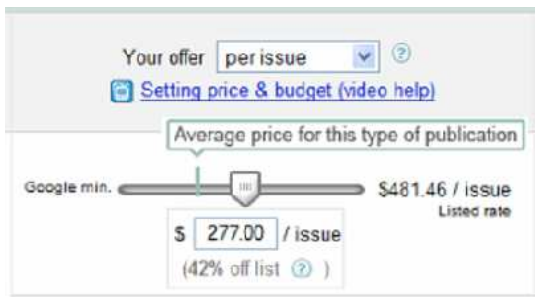 Your offer per issue ?
Setting price & budget (video help)
Average price for this type of publication
Google min. $481.46 / issue
Listed rate
$ 277.00 / issue
(42% off list ? )